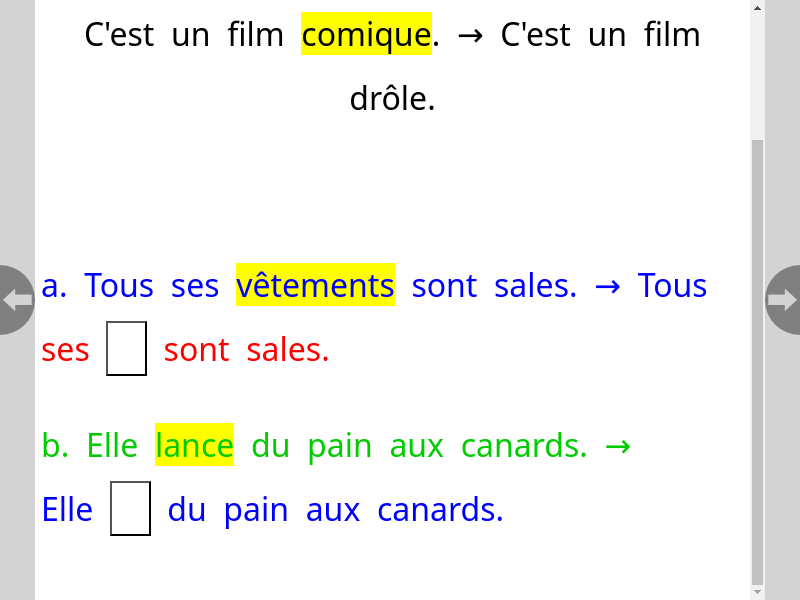 C'est un film comique. → C'est un film
drôle.
a. Tous ses vêtements sont sales. → Tous
ses sont sales.
b. Elle lance du pain aux canards. →
Elle du pain aux canards.